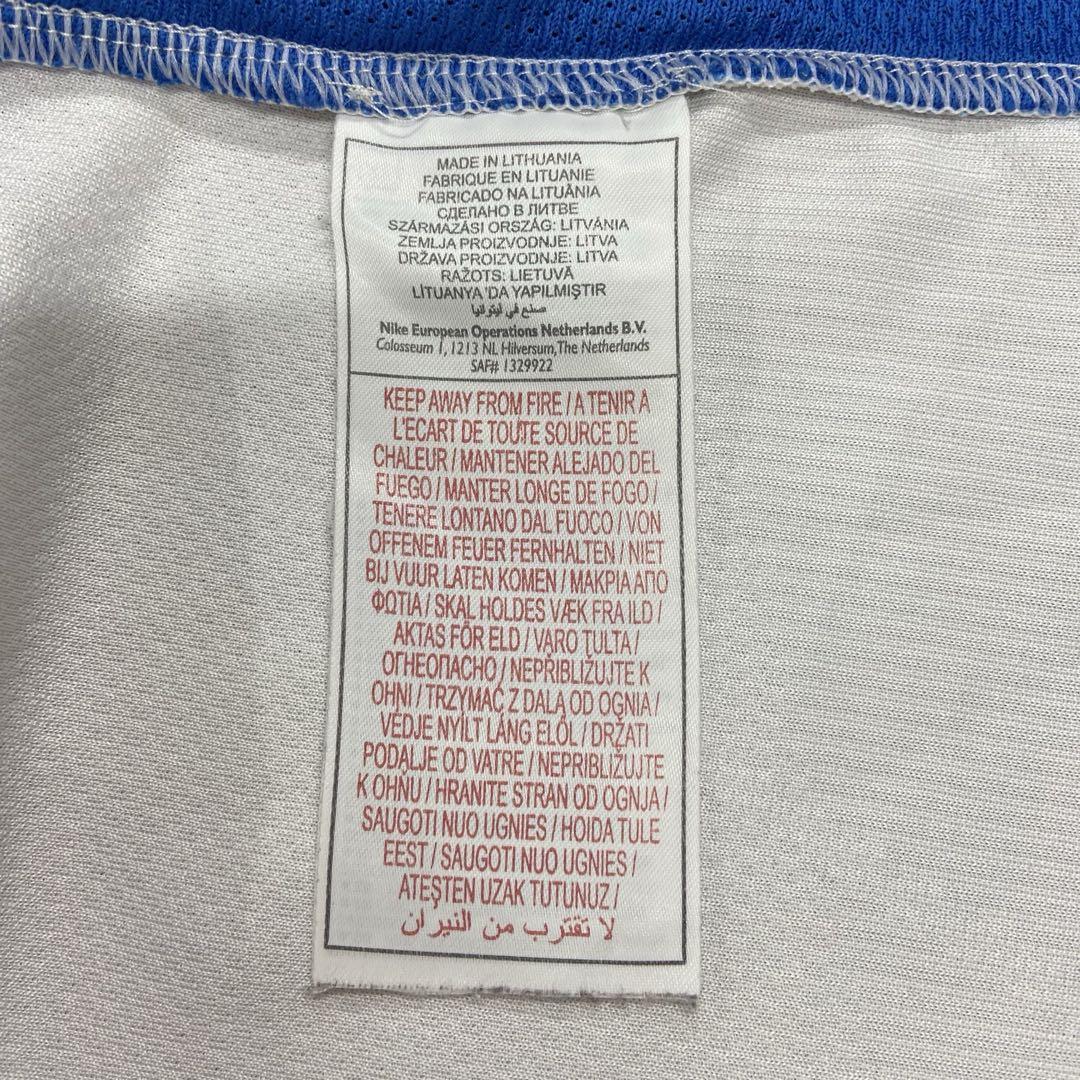 MADE IN LITHUANIA
FABRIQUE EN LITUANIE
FABRICADO NA LITUÂNIA
СДЕЛАНО В ЛИТВЕ
SZÁRMAZÁSI ORSZÁG: LITVÁNIA
ZEMLJA PROIZVODNJE: LITVA
DRŽAVA PROIZVODNJE: LITVA
RAŽOTS: LIETUVĀ
LİTUANYA 'DA YAPILMIŞTIR
صنع في ليتوانيا
Nike European Operations Netherlands B.V.
Colosseum 1, 1213 NL Hilversum, The Netherlands
SAF# 1329922
KEEP AWAY FROM FIRE / A TENIR A
L'ECART DE TOUTE SOURCE DE
CHALEUR / MANTENER ALEJADO DEL
FUEGO / MANTER LONGE DE FOGO /
TENERE LONTANO DAL FUOCO / VON
OFFENEM FEUER FERNHALTEN / NIET
BIJ VUUR LATEN KOMEN / ΜΑΚΡΙΑ ΑΠΟ
ΦΩΤΙΑ / SKAL HOLDES VÆK FRA ILD /
AKTAS FÖR ELD / VARO TULTA /
ОГНЕОПАСНО / NEPŘIBLIŽUJTE K
OHNI / TRZYMAĆ Z DALA OD OGNIA /
VÉDJE NYÍLT LÁNG ELŐL / DRŽATI
PODALJE OD VATRE / NEPRIBLIŽUJTE
K OHŇU / HRANITE STRAN OD OGNJA /
SAUGOTI NUO UGNIES / HOIDA TULE
EEST / SAUGOTI NUO UGNIES /
ATEŞTEN UZAK TUTUNUZ /
لا تقترب من النيران